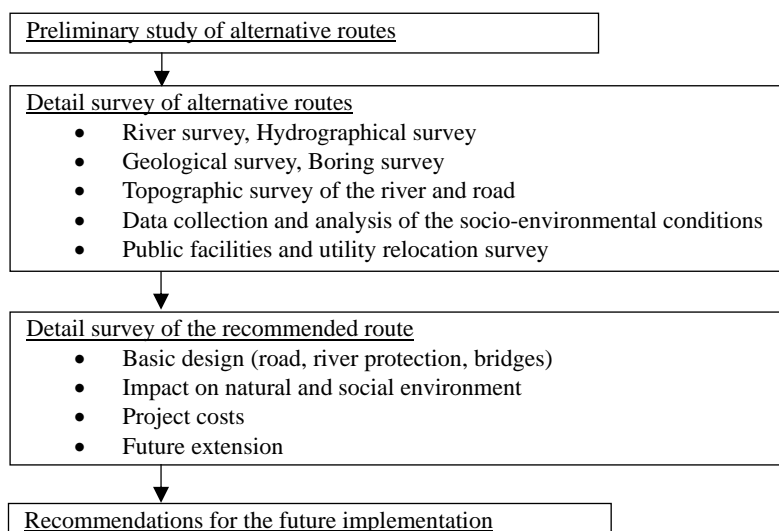 Preliminary study of alternative routes
Detail survey of alternative routes
• River survey, Hydrographical survey
• Geological survey, Boring survey
• Topographic survey of the river and road
• Data collection and analysis of the socio-environmental conditions
• Public facilities and utility relocation survey
Detail survey of the recommended route
• Basic design (road, river protection, bridges)
• Impact on natural and social environment
• Project costs
• Future extension
Recommendations for the future implementation